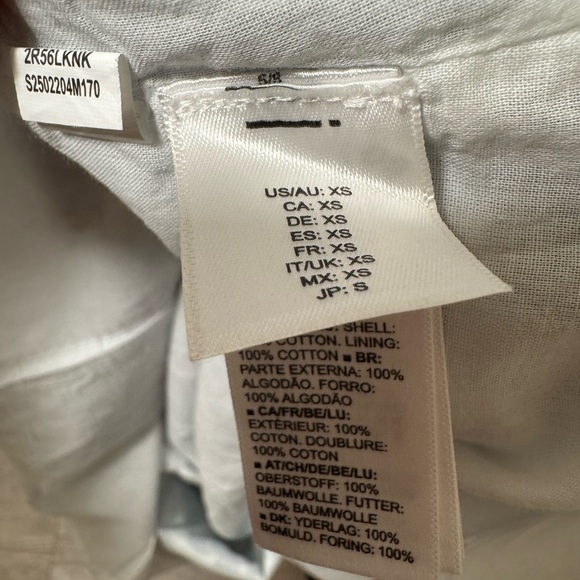 2R56LKNK
S2502204M170
6/8
US/AU: XS
CA: XS
DE: XS
ES: XS
FR: XS
IT/UK: XS
MX: XS
JP: S
SHELL:
COTTON. LINING:
100% COTTON ■ BR:
PARTE EXTERNA: 100%
ALGODÃO. FORRO:
100% ALGODÃO
■ CA/FR/BE/LU:
EXTÉRIEUR: 100%
COTON. DOUBLURE:
100% COTON
■ AT/CH/DE/BE/LU:
OBERSTOFF: 100%
BAUMWOLLE. FUTTER:
100% BAUMWOLLE
■ DK: YDERLAG: 100%
BOMULD. FORING: 100%